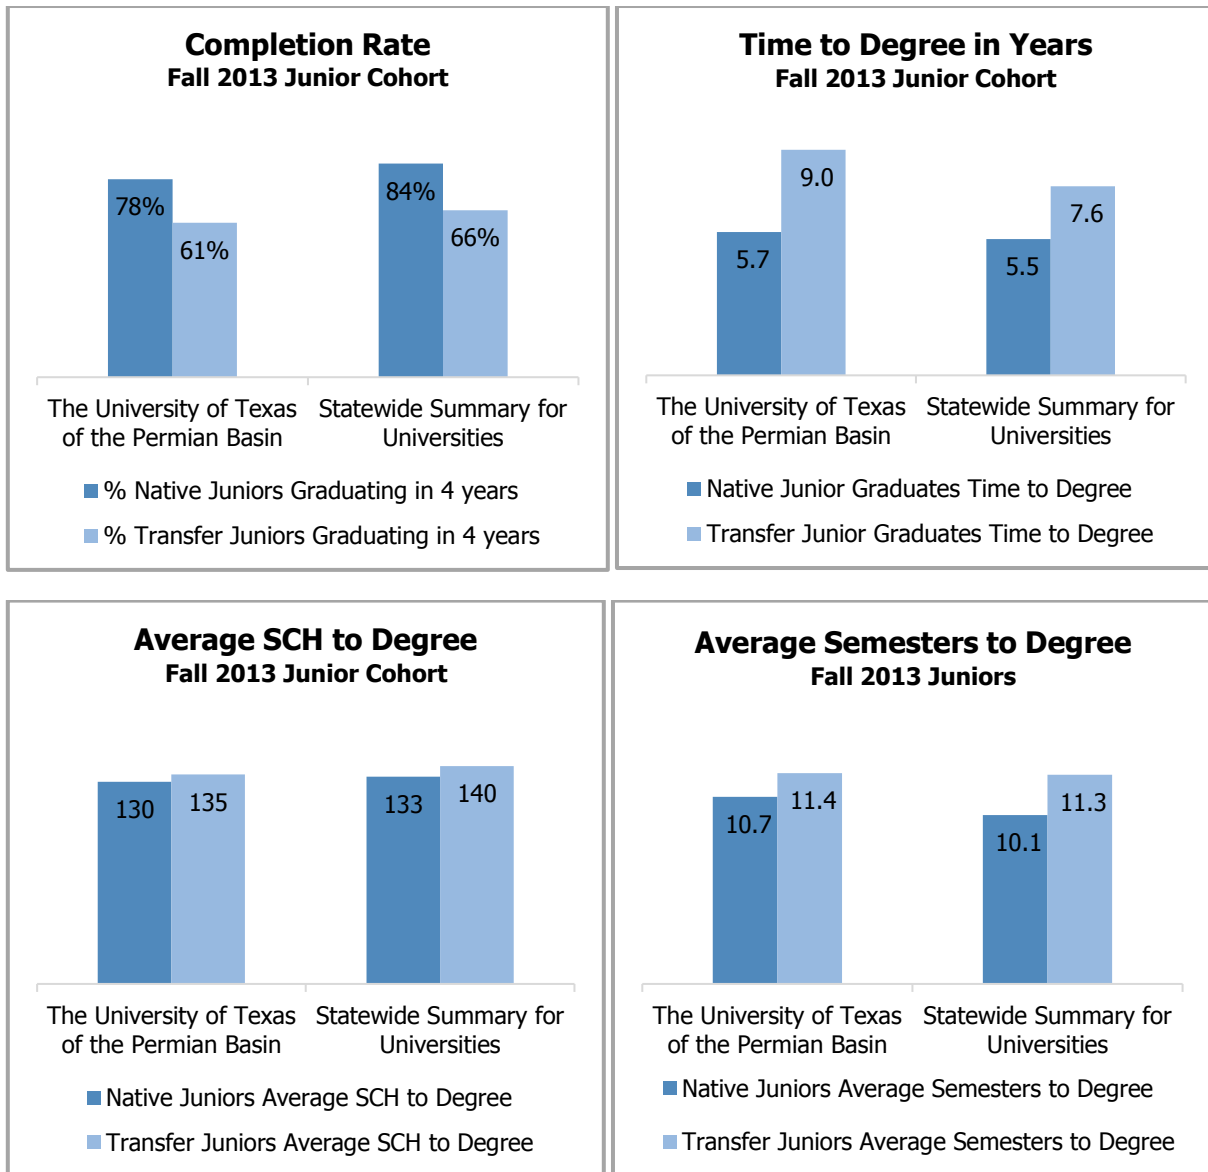 Completion Rate
Fall 2013 Junior Cohort
78%
61%
84%
66%
The University of Texas
of the Permian Basin
Statewide Summary for
Universities
% Native Juniors Graduating in 4 years
% Transfer Juniors Graduating in 4 years
Time to Degree in Years
Fall 2013 Junior Cohort
5.7
9.0
5.5
7.6
The University of Texas
of the Permian Basin
Statewide Summary for
Universities
Native Junior Graduates Time to Degree
Transfer Junior Graduates Time to Degree
Average SCH to Degree
Fall 2013 Junior Cohort
130
135
133
140
The University of Texas
of the Permian Basin
Statewide Summary for
Universities
Native Juniors Average SCH to Degree
Transfer Juniors Average SCH to Degree
Average Semesters to Degree
Fall 2013 Juniors
10.7
11.4
10.1
11.3
The University of Texas
of the Permian Basin
Statewide Summary for
Universities
Native Juniors Average Semesters to Degree
Transfer Juniors Average Semesters to Degree